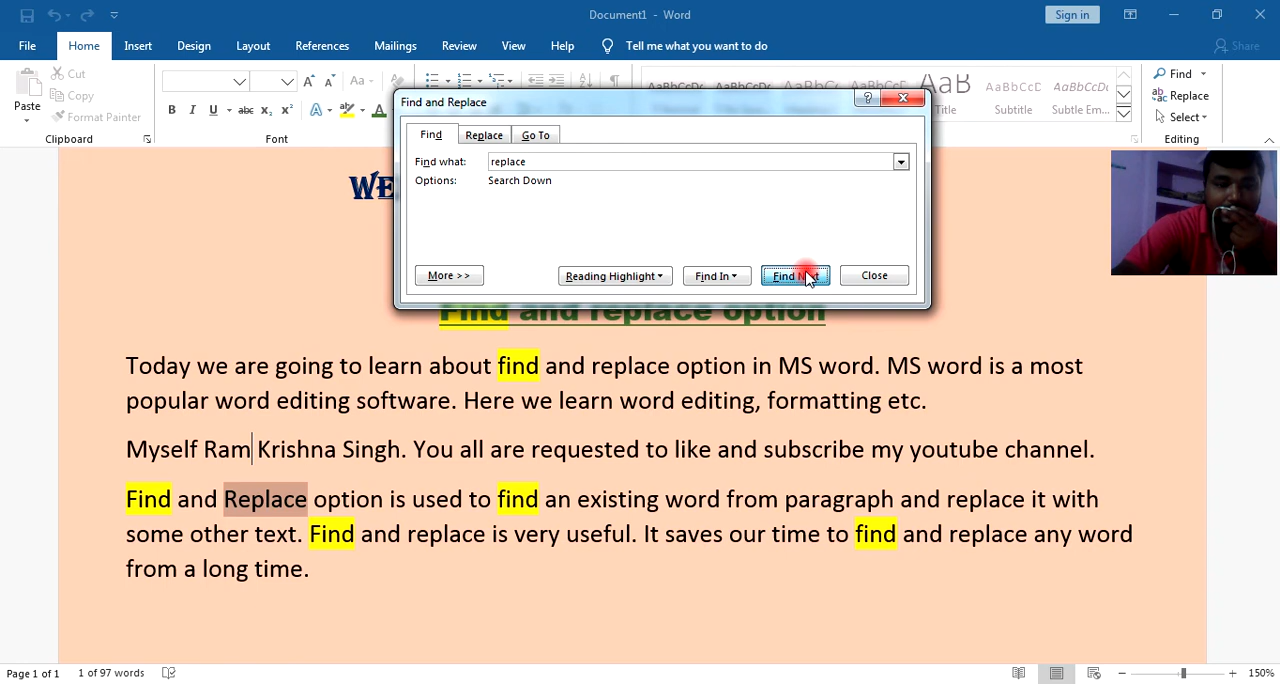 Document1 - Word
Sign in
File Home Insert Design Layout References Mailings Review View Help Tell me what you want to do Share
Paste
Cut
Copy
Format Painter
Clipboard
Font
B I U abc x₂ x²
Title
Subtitle
Subtle Em...
Find
Replace
Select
Editing
Find and Replace
Find Replace Go To
Find what: replace
Options: Search Down
More >> Reading Highlight Find In Find Close
WE
Find and replace option
Today we are going to learn about find and replace option in MS word. MS word is a most
popular word editing software. Here we learn word editing, formatting etc.
Myself Ram Krishna Singh. You all are requested to like and subscribe my youtube channel.
Find and Replace option is used to find an existing word from paragraph and replace it with
some other text. Find and replace is very useful. It saves our time to find and replace any word
from a long time.
Page 1 of 1 1 of 97 words 150%